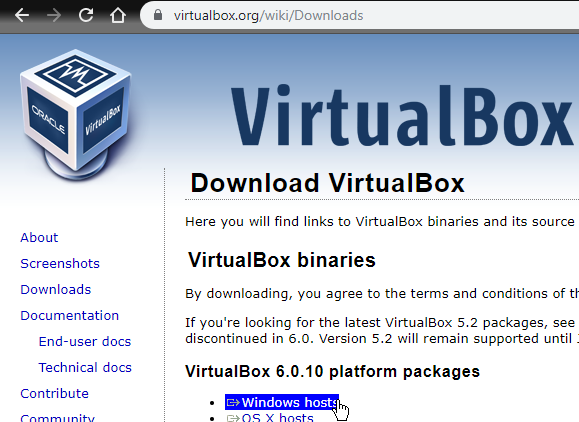 virtualbox.org/wiki/Downloads
ORACLE
VirtualBox
VirtualBox
Download VirtualBox
Here you will find links to VirtualBox binaries and its source
About
Screenshots
Downloads
Documentation
End-user docs
Technical docs
Contribute
Community
VirtualBox binaries
By downloading, you agree to the terms and conditions of
If you're looking for the latest VirtualBox 5.2 packages, see
discontinued in 6.0. Version 5.2 will remain supported until
VirtualBox 6.0.10 platform packages
Windows hosts
OS X hosts